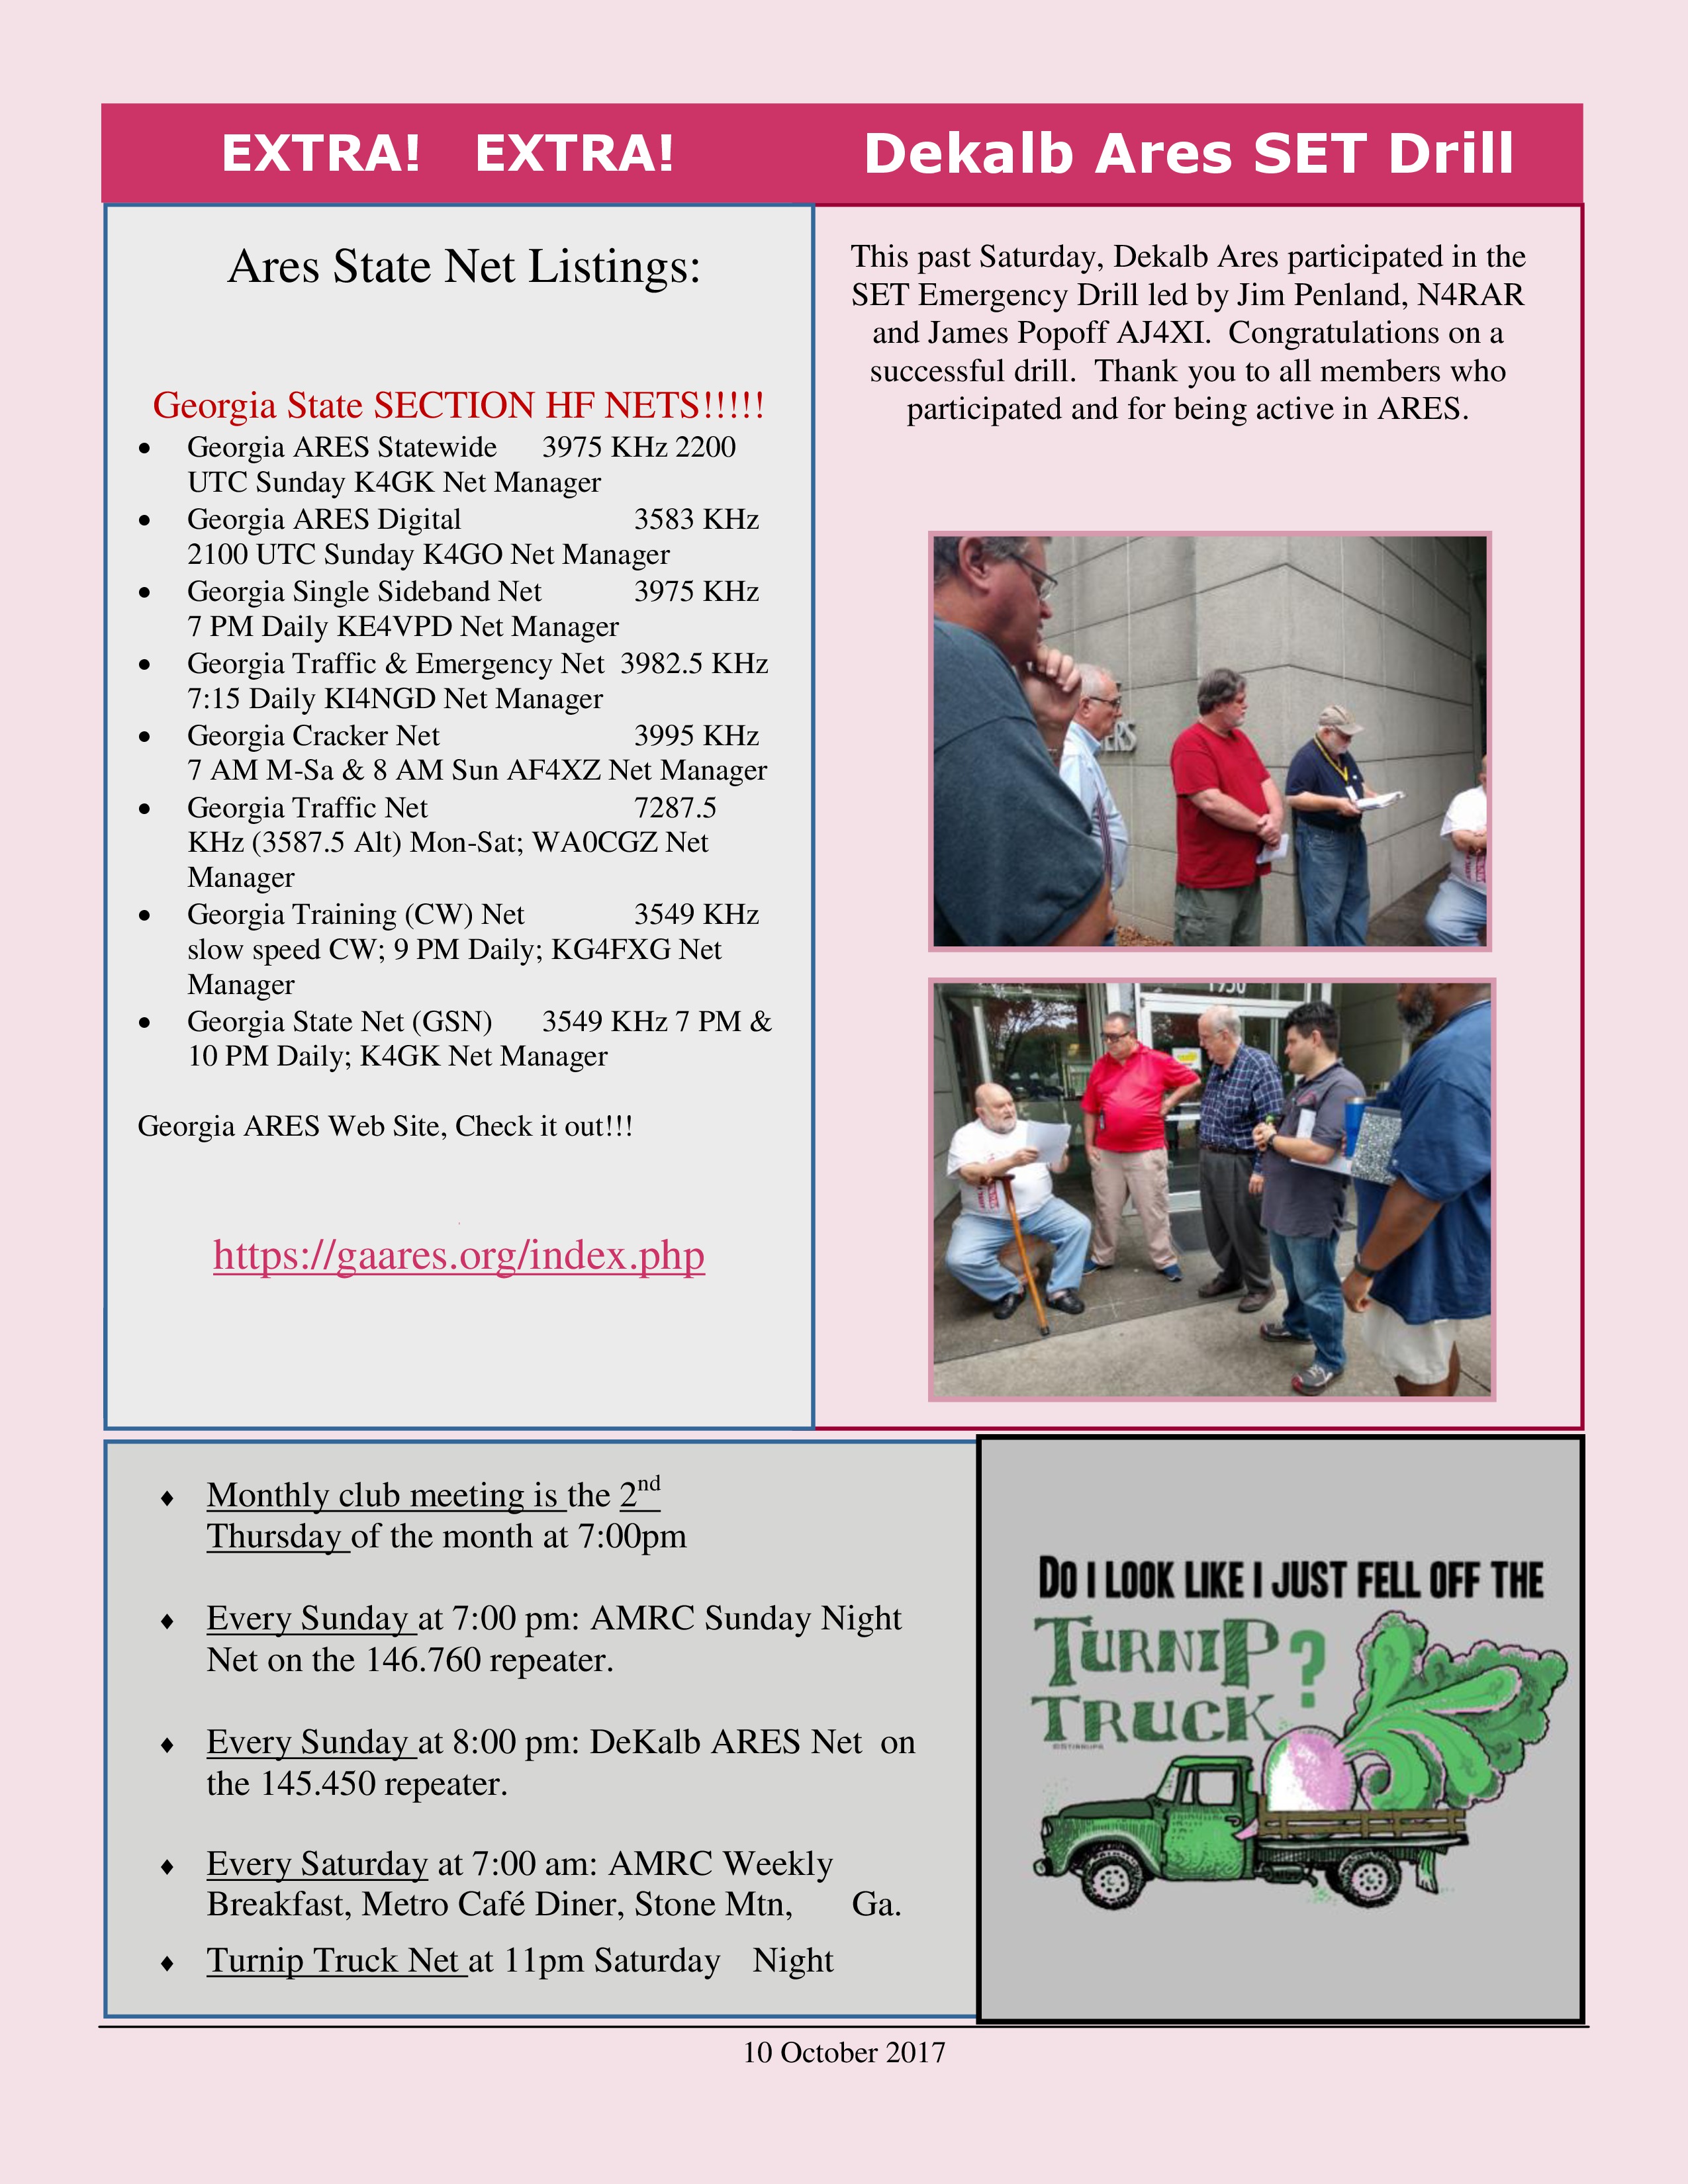 EXTRA! EXTRA!
Dekalb Ares SET Drill
Ares State Net Listings:
Georgia State SECTION HF NETS!!!!!
• Georgia ARES Statewide 3975 KHz 2200
UTC Sunday K4GK Net Manager
• Georgia ARES Digital 3583 KHz
2100 UTC Sunday K4GO Net Manager
• Georgia Single Sideband Net 3975 KHz
7 PM Daily KE4VPD Net Manager
• Georgia Traffic & Emergency Net 3982.5 KHz
7:15 Daily KI4NGD Net Manager
• Georgia Cracker Net 3995 KHz
7 AM M-Sa & 8 AM Sun AF4XZ Net Manager
• Georgia Traffic Net 7287.5
KHz (3587.5 Alt) Mon-Sat; WA0CGZ Net
Manager
• Georgia Training (CW) Net 3549 KHz
slow speed CW; 9 PM Daily; KG4FXG Net
Manager
• Georgia State Net (GSN) 3549 KHz 7 PM &
10 PM Daily; K4GK Net Manager
Georgia ARES Web Site, Check it out!!!
https://gaares.org/index.php
This past Saturday, Dekalb Ares participated in the
SET Emergency Drill led by Jim Penland, N4RAR
and James Popoff AJ4XI. Congratulations on a
successful drill. Thank you to all members who
participated and for being active in ARES.
ERS
1950
♦ Monthly club meeting is the 2nd
Thursday of the month at 7:00pm
♦ Every Sunday at 7:00 pm: AMRC Sunday Night
Net on the 146.760 repeater.
♦ Every Sunday at 8:00 pm: DeKalb ARES Net on
the 145.450 repeater.
♦ Every Saturday at 7:00 am: AMRC Weekly
Breakfast, Metro Café Diner, Stone Mtn, Ga.
♦ Turnip Truck Net at 11pm Saturday Night
DO I LOOK LIKE I JUST FELL OFF THE
TURNIP
TRUCK?
10 October 2017